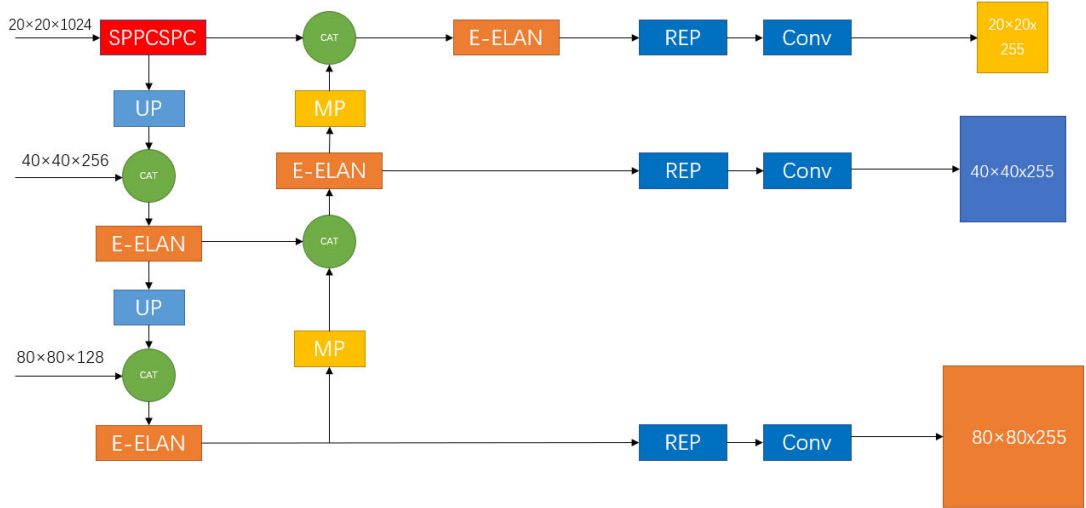 20×20×1024
SPPCSPC
CAT
E-ELAN
REP
Conv
20×20x
255
UP
MP
40×40×256
CAT
E-ELAN
REP
Conv
40×40x255
E-ELAN
CAT
UP
MP
80×80×128
CAT
E-ELAN
REP
Conv
80×80x255